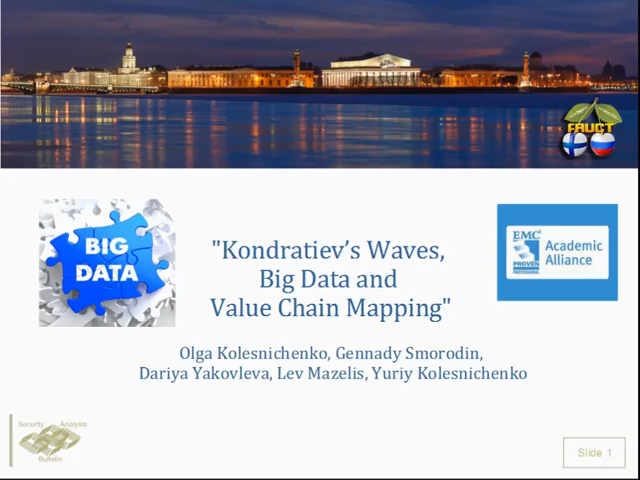 FRUCT
BIG
DATA
"Kondratiev’s Waves,
Big Data and
Value Chain Mapping"
EMC²
PROVEN
PROFESSIONAL
Academic
Alliance
Olga Kolesnichenko, Gennady Smorodin,
Dariya Yakovleva, Lev Mazelis, Yuriy Kolesnichenko
Security Analysis
Bulletin
Slide 1